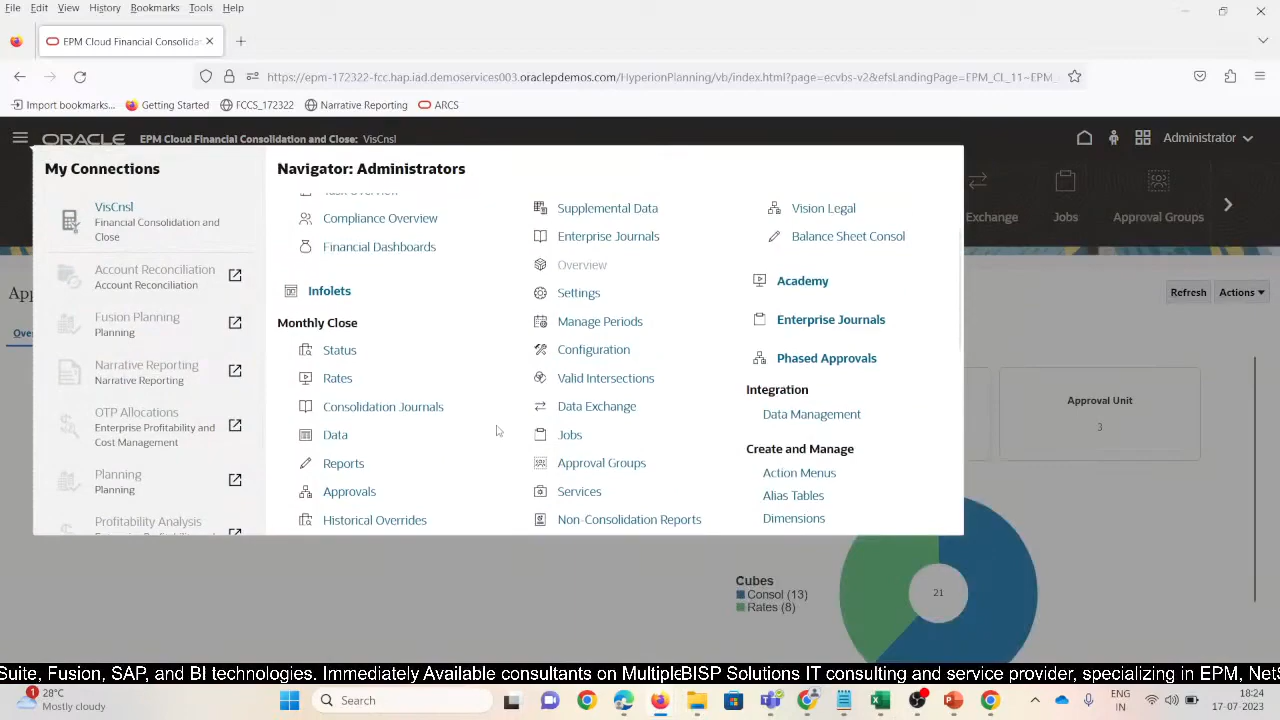 File Edit View History Bookmarks Tools Help
EPM Cloud Financial Consolida
https://epm-172322-fcc.hap.iad.demoservices003.oraclepdemos.com/HyperionPlanning/vb/index.html?page=ecvbs-v2&efsLandingPage=EPM_CL_11~EPM_
Import bookmarks... Getting Started FCCS_172322 Narrative Reporting ARCS
ORACLE EPM Cloud Financial Consolidation and Close: VisCnsl Administrator
My Connections
VisCnsl
Financial Consolidation and
Close
Account Reconciliation
Account Reconciliation
Fusion Planning
Planning
Narrative Reporting
Narrative Reporting
OTP Allocations
Enterprise Profitability and
Cost Management
Planning
Planning
Profitability Analysis
Navigator: Administrators
Task Overview
Compliance Overview
Financial Dashboards
Infolets
Monthly Close
Status
Rates
Consolidation Journals
Data
Reports
Approvals
Historical Overrides
Supplemental Data
Enterprise Journals
Overview
Settings
Manage Periods
Configuration
Valid Intersections
Data Exchange
Jobs
Approval Groups
Services
Non-Consolidation Reports
Vision Legal
Balance Sheet Consol
Academy
Enterprise Journals
Phased Approvals
Integration
Data Management
Create and Manage
Action Menus
Alias Tables
Dimensions
Exchange Jobs Approval Groups
App
Ove
Refresh Actions
Approval Unit
3
Cubes
Consol (13)
Rates (8)
21
Suite, Fusion, SAP, and BI technologies. Immediately Available consultants on MultipleBISP Solutions IT consulting and service provider, specializing in EPM, NetS
1
28°C
Mostly cloudy
Search
ENG
IN
18:24
17-07-2023